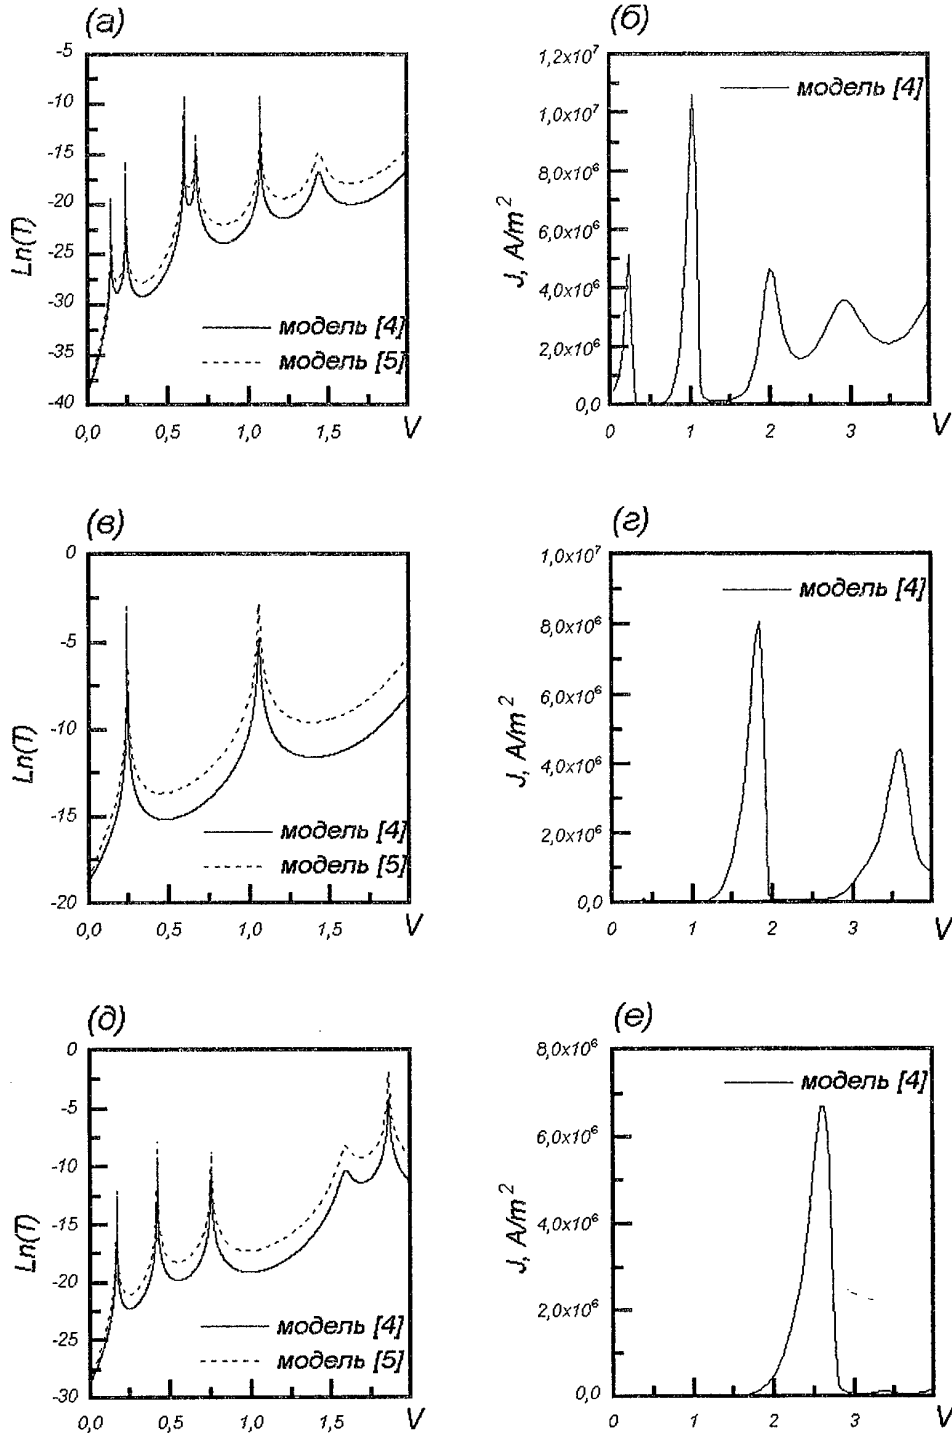 (а)
-5
-10
-15
-20
-25
-30
-35
-40
Ln(T)
модель [4]
модель [5]
0,0
0,5
1,0
1,5
V
(б)
1,2x10⁷
1,0x10⁷
8,0x10⁶
6,0x10⁶
4,0x10⁶
2,0x10⁶
0,0
J, A/m²
модель [4]
0
1
2
3
V
(в)
0
-5
-10
-15
-20
Ln(T)
модель [4]
модель [5]
0,0
0,5
1,0
1,5
V
(г)
1,0x10⁷
8,0x10⁶
6,0x10⁶
4,0x10⁶
2,0x10⁶
0,0
J, A/m²
модель [4]
0
1
2
3
V
(д)
0
-5
-10
-15
-20
-25
-30
Ln(T)
модель [4]
модель [5]
0,0
0,5
1,0
1,5
V
(е)
8,0x10⁶
6,0x10⁶
4,0x10⁶
2,0x10⁶
0,0
J, A/m²
модель [4]
0
1
2
3
V